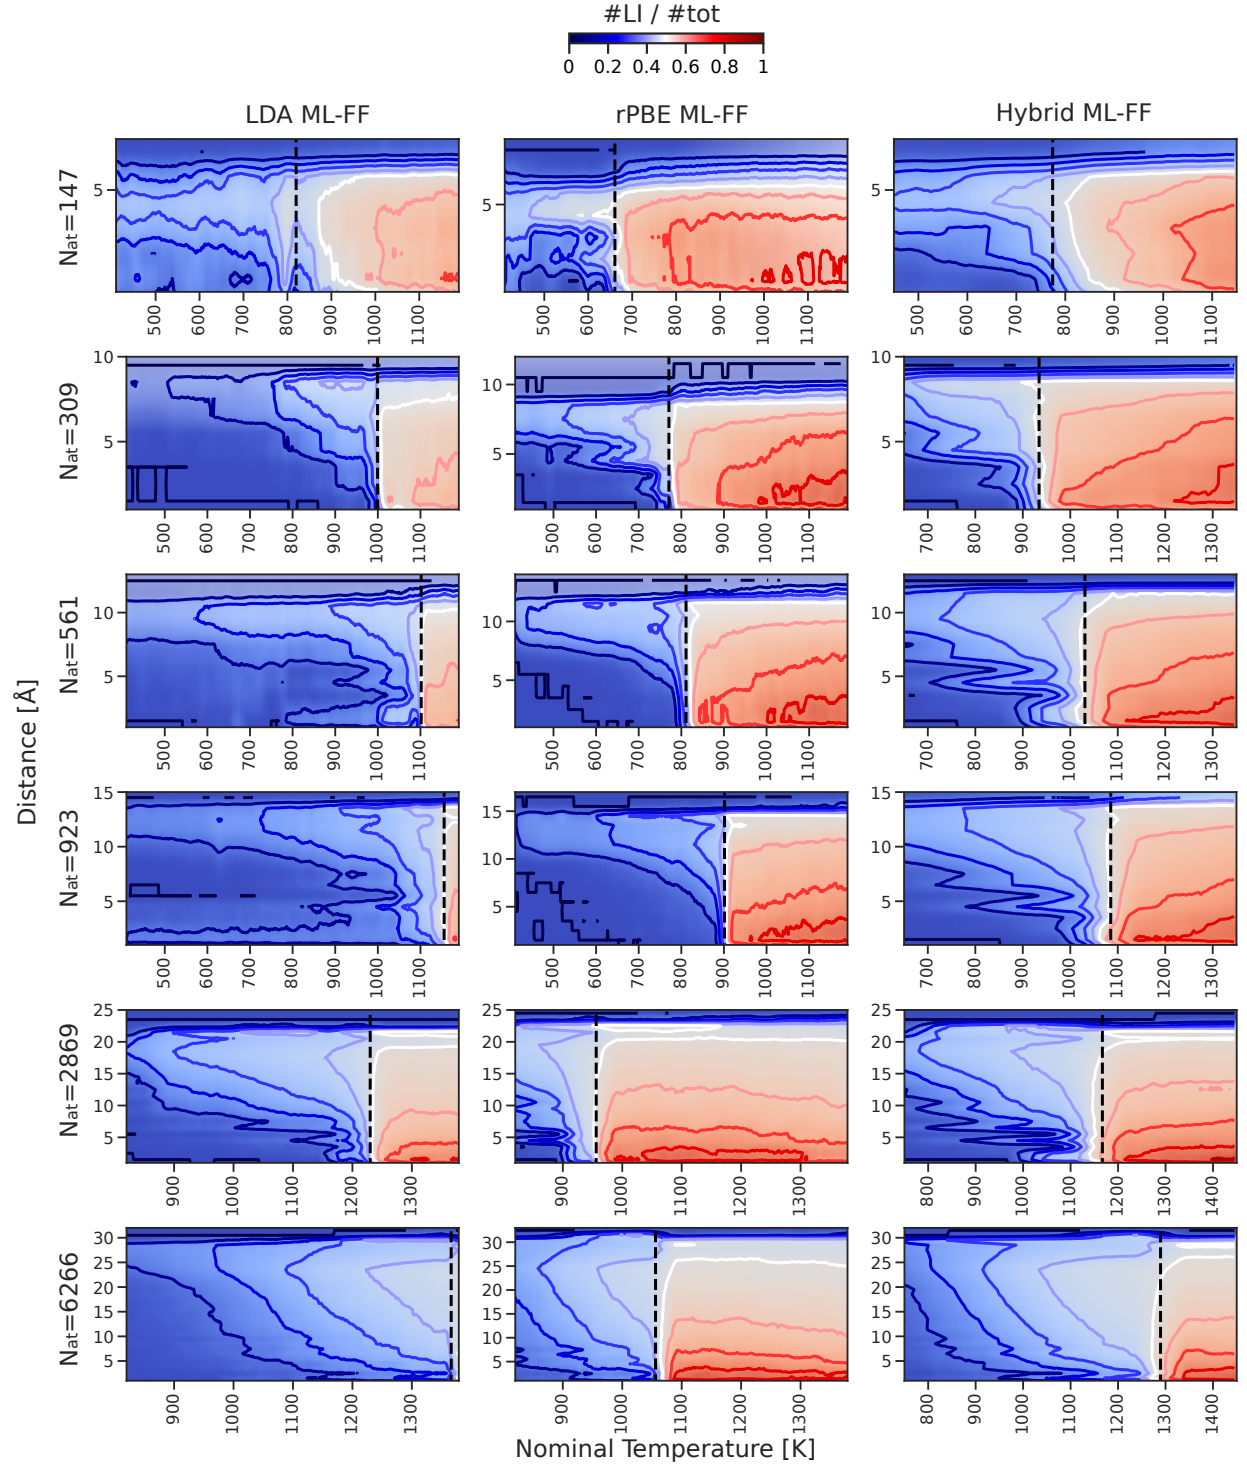 #LI / #tot
0 0.2 0.4 0.6 0.8 1
LDA ML-FF rPBE ML-FF Hybrid ML-FF
Distance [Å]
Nat=147
5
500 600 700 800 900 1000 1100
5
500 600 700 800 900 1000 1100
5
500 600 700 800 900 1000 1100
Nat=309
10
5
500 600 700 800 900 1000 1100
10
5
500 600 700 800 900 1000 1100
10
5
700 800 900 1000 1100 1200 1300
Nat=561
10
5
500 600 700 800 900 1000 1100
10
5
500 600 700 800 900 1000 1100
10
5
700 800 900 1000 1100 1200 1300
Nat=923
15
10
5
500 600 700 800 900 1000 1100
15
10
5
500 600 700 800 900 1000 1100
15
10
5
700 800 900 1000 1100 1200 1300
Nat=2869
25
20
15
10
5
900 1000 1100 1200 1300
25
20
15
10
5
900 1000 1100 1200 1300
25
20
15
10
5
800 900 1000 1100 1200 1300 1400
Nat=6266
30
25
20
15
10
5
900 1000 1100 1200 1300
30
25
20
15
10
5
900 1000 1100 1200 1300
30
25
20
15
10
5
800 900 1000 1100 1200 1300 1400
Nominal Temperature [K]